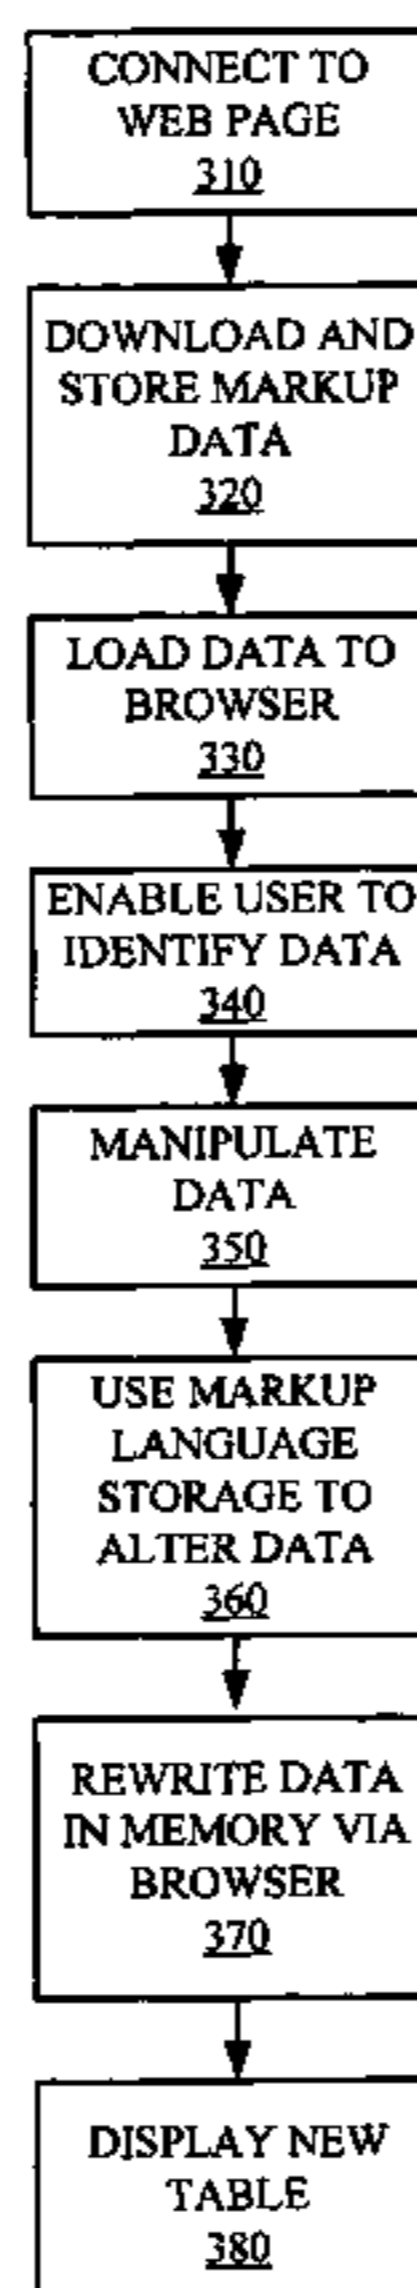 CONNECT TO
WEB PAGE
310
DOWNLOAD AND
STORE MARKUP
DATA
320
LOAD DATA TO
BROWSER
330
ENABLE USER TO
IDENTIFY DATA
340
MANIPULATE
DATA
350
USE MARKUP
LANGUAGE
STORAGE TO
ALTER DATA
360
REWRITE DATA
IN MEMORY VIA
BROWSER
370
DISPLAY NEW
TABLE
380